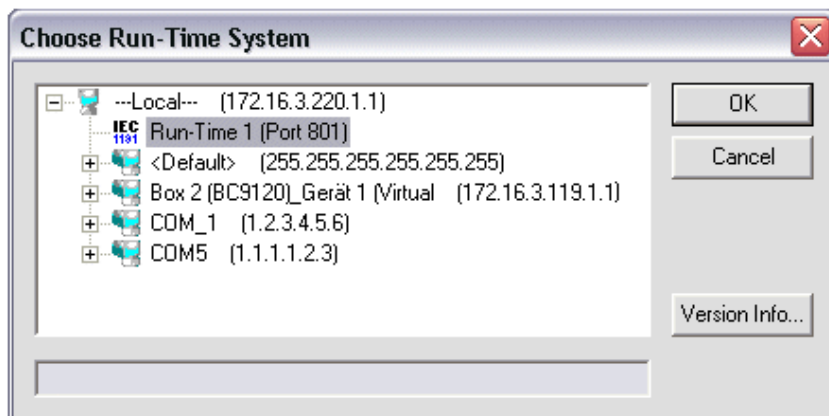 Choose Run-Time System
---Local--- (172.16.3.220.1.1)
OK
IEC
1131
Run-Time 1 (Port 801)
Cancel
<Default> (255.255.255.255.255.255)
Box 2 (BC9120)_Gerät 1 (Virtual (172.16.3.119.1.1)
COM_1 (1.2.3.4.5.6)
COM5 (1.1.1.1.2.3)
Version Info...